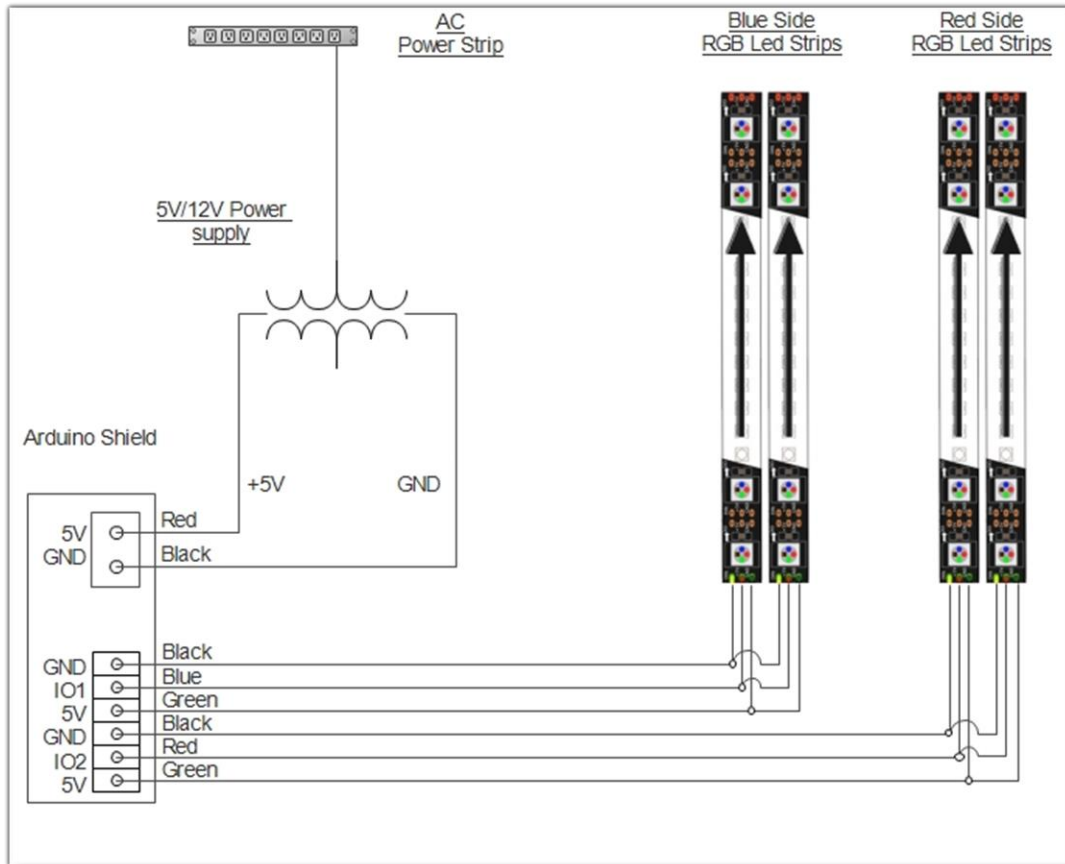 AC
Power Strip
Blue Side
RGB Led Strips
Red Side
RGB Led Strips
5V/12V Power
supply
Arduino Shield
+5V
GND
5V
Red
GND
Black
GND
Black
IO1
Blue
5V
Green
GND
Black
IO2
Red
5V
Green